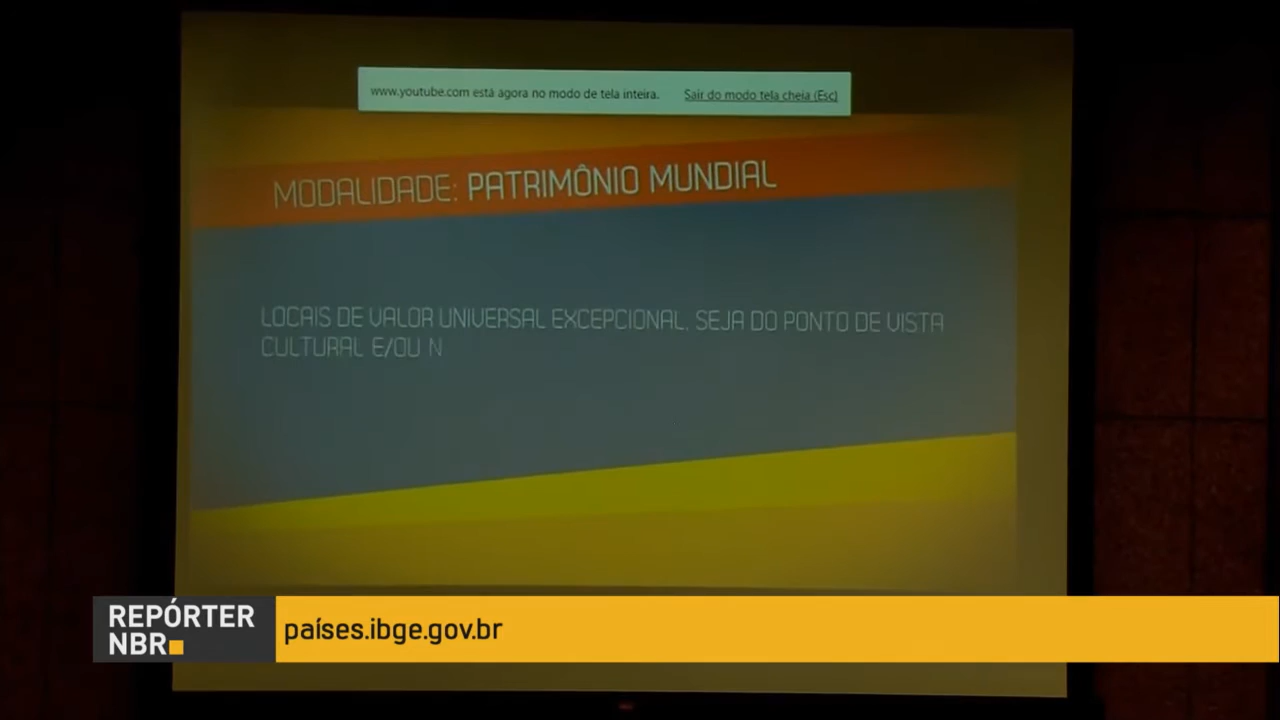 www.youtube.com está agora no modo de tela inteira. Sair do modo tela cheia (Esc)
MODALIDADE: PATRIMÔNIO MUNDIAL
LOCAIS DE VALOR UNIVERSAL EXCEPCIONAL, SEJA DO PONTO DE VISTA
CULTURAL E/OU N
REPÓRTER
NBR
países.ibge.gov.br